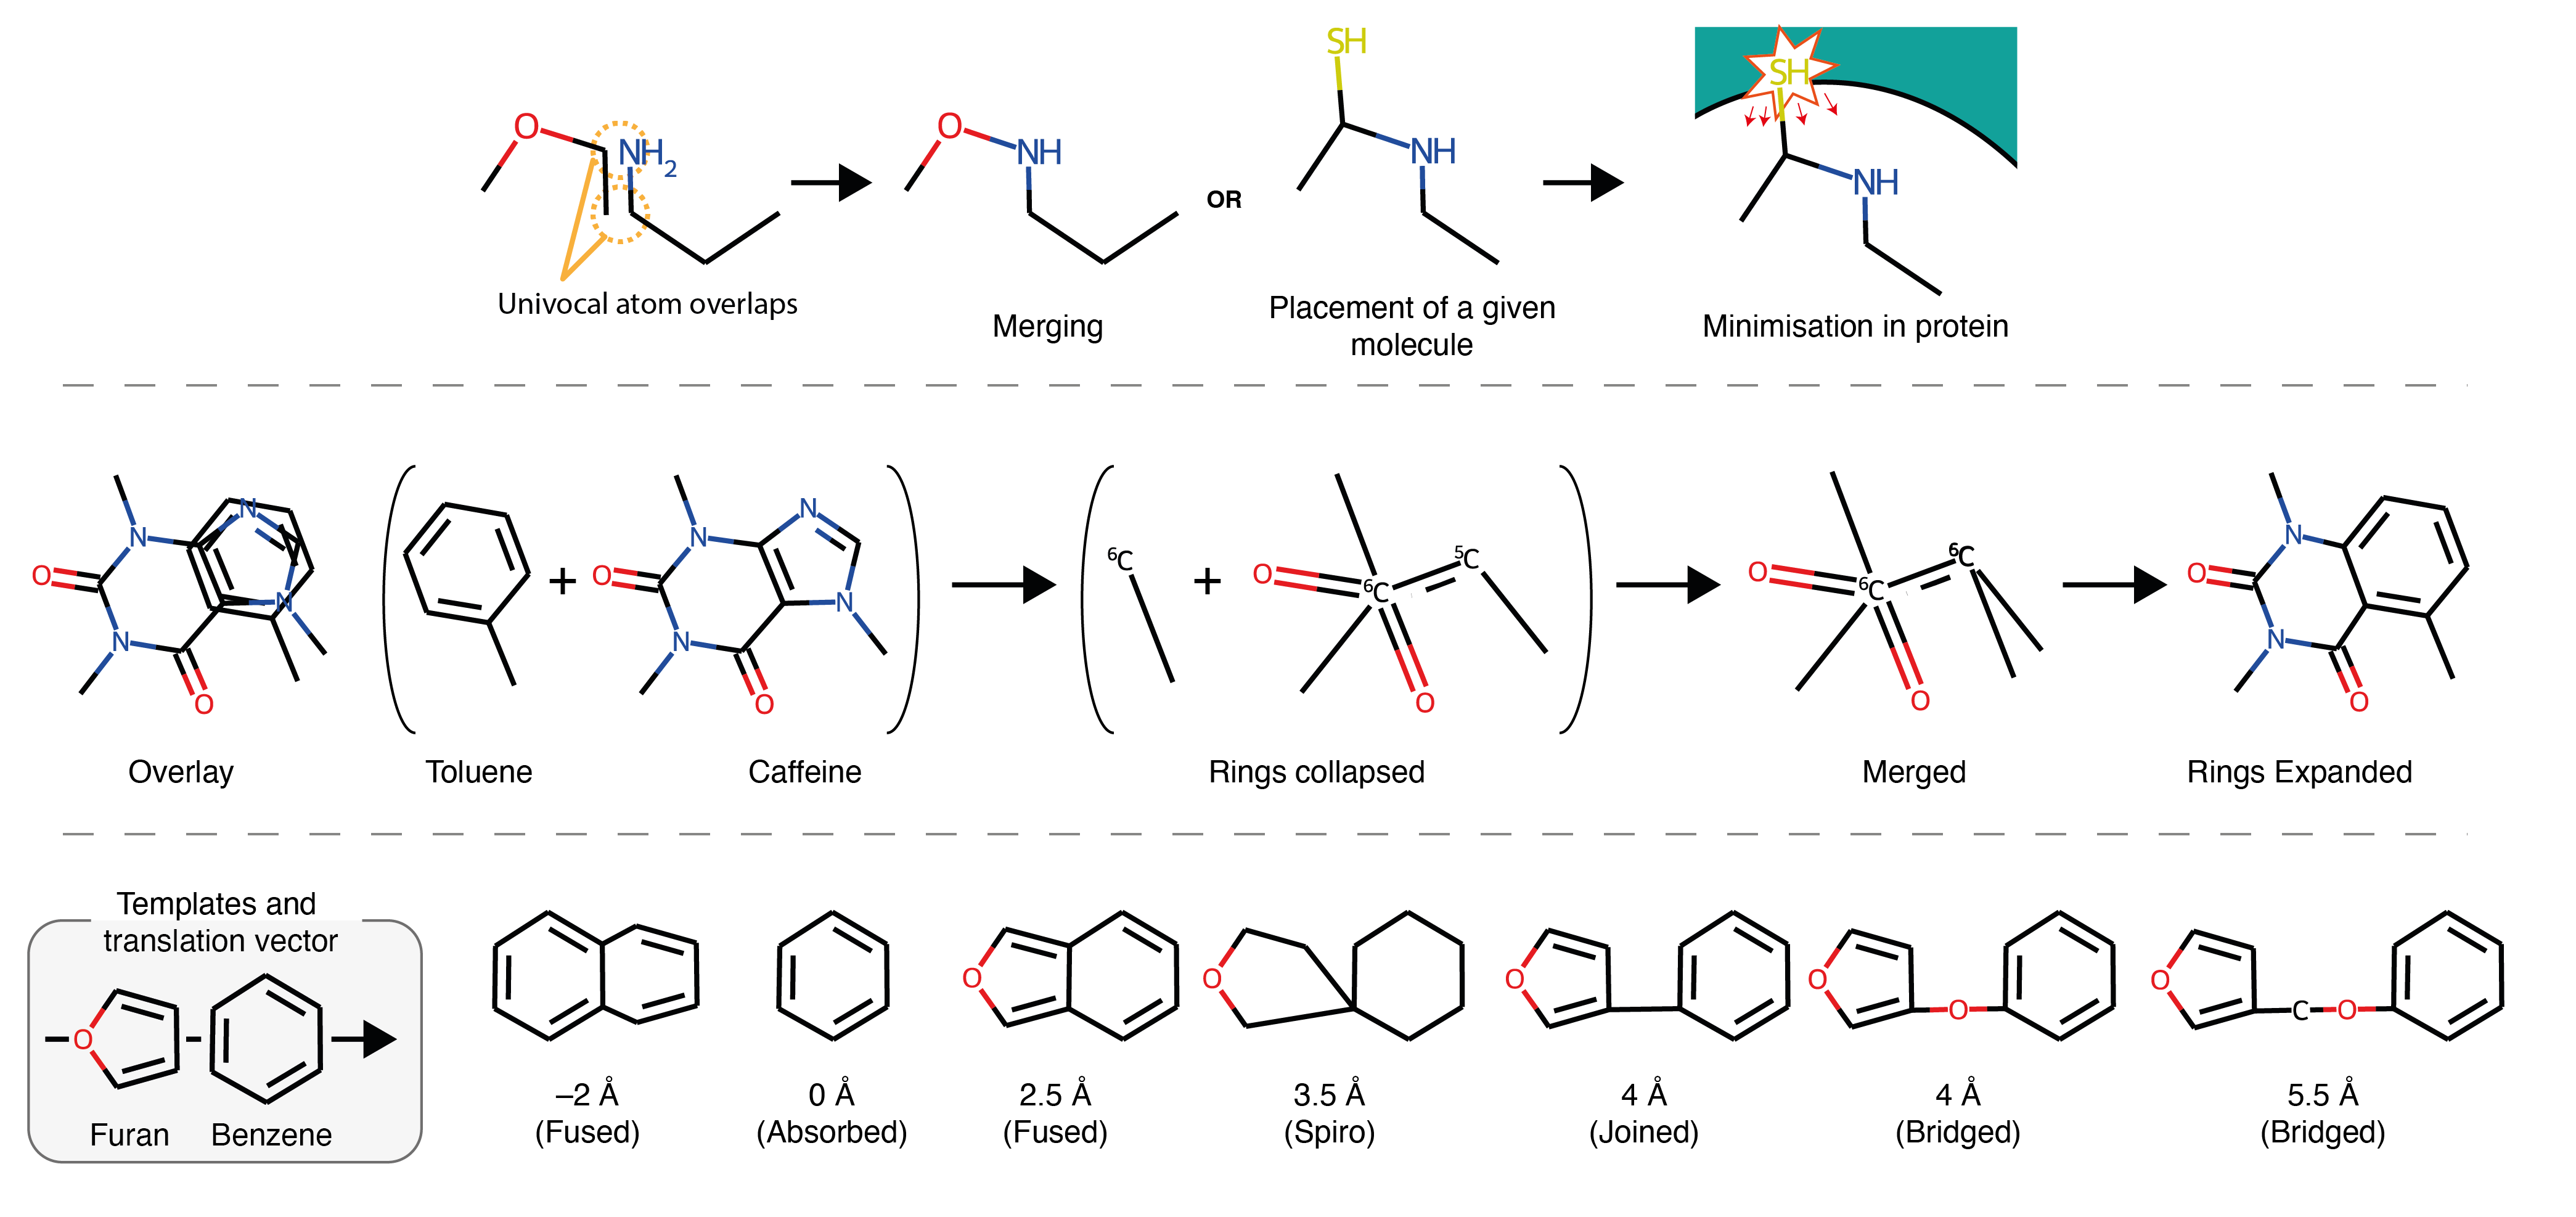 SH
SH
O
NH2
O
NH
OR
NH
NH
Univocal atom overlaps
Merging
Placement of a given
molecule
Minimisation in protein
N
N
O
N
N
O
+
N
N
O
N
N
O
6C
+
O
6C
5C
O
O
6C
6C
O
N
O
N
O
Overlay
Toluene
Caffeine
Rings collapsed
Merged
Rings Expanded
Templates and
translation vector
O
Furan
Benzene
O
O
O
O
O
O
C
O
–2 Å
(Fused)
0 Å
(Absorbed)
2.5 Å
(Fused)
3.5 Å
(Spiro)
4 Å
(Joined)
4 Å
(Bridged)
5.5 Å
(Bridged)